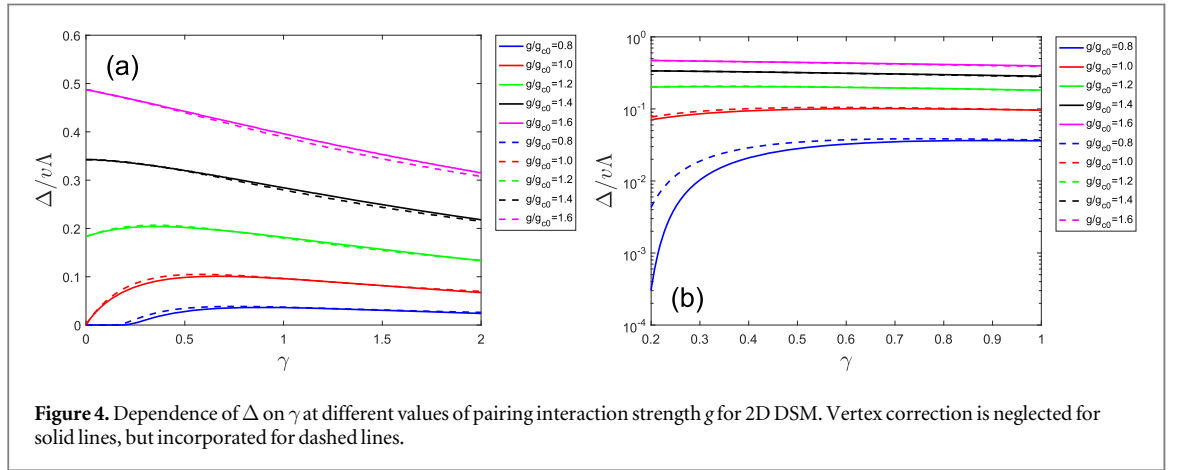 0.6
0.5
0.4
0.3
0.2
0.1
0
Δ/vΛ
(a)
0
0.5
1
1.5
2
γ
g/g_c0=0.8
g/g_c0=1.0
g/g_c0=1.2
g/g_c0=1.4
g/g_c0=1.6
g/g_c0=0.8
g/g_c0=1.0
g/g_c0=1.2
g/g_c0=1.4
g/g_c0=1.6
10^0
10^-1
10^-2
10^-3
10^-4
Δ/vΛ
(b)
0.2
0.3
0.4
0.5
0.6
0.7
0.8
0.9
1
γ
g/g_c0=0.8
g/g_c0=1.0
g/g_c0=1.2
g/g_c0=1.4
g/g_c0=1.6
g/g_c0=0.8
g/g_c0=1.0
g/g_c0=1.2
g/g_c0=1.4
g/g_c0=1.6
Figure 4. Dependence of Δ on γ at different values of pairing interaction strength g for 2D DSM. Vertex correction is neglected for
solid lines, but incorporated for dashed lines.